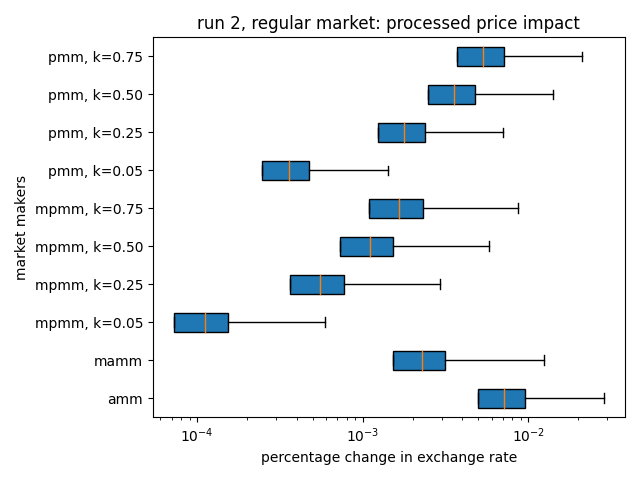 run 2, regular market: processed price impact
pmm, k=0.75
pmm, k=0.50
pmm, k=0.25
pmm, k=0.05
mpmm, k=0.75
mpmm, k=0.50
mpmm, k=0.25
mpmm, k=0.05
mamm
amm
market makers
10⁻⁴ 10⁻³ 10⁻²
percentage change in exchange rate